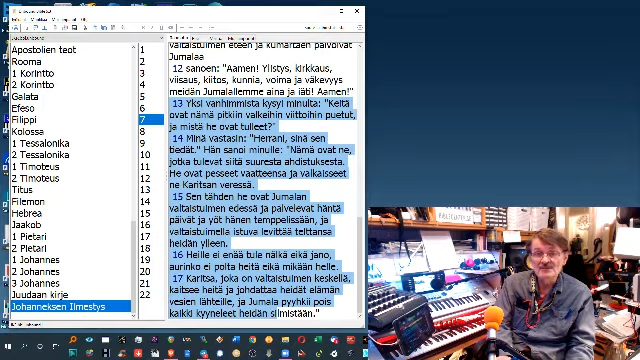 Apostolien teot
Rooma
1 Korintto
2 Korintto
Galata
Efeso
Filippi
Kolossa
1 Tessalonika
2 Tessalonika
1 Timoteus
2 Timoteus
Titus
Filemon
Hebrea
Jaakob
1 Pietari
2 Pietari
1 Johannes
2 Johannes
3 Johannes
Juudaan kirje
Johanneksen Ilmestys
1
2
3
4
5
6
7
8
9
10
11
12
13
14
15
16
17
18
19
20
21
22
valtaistuimen eteen ja kumartaen palvoivat
Jumalaa
12 sanoen: "Aamen! Ylistys, kirkkaus,
viisaus, kiitos, kunnia, voima ja väkevyys
meidän Jumalallemme aina ja iäti! Aamen!"
13 Yksi vanhimmista kysyi minulta: "Keitä
ovat nämä pitkiin valkeihin viittoihin puetut,
ja mistä he ovat tulleet?"
14 Minä vastasin: "Herrani, sinä sen
tiedät." Hän sanoi minulle: "Nämä ovat ne,
jotka tulevat siitä suuresta ahdistuksesta.
He ovat pesseet vaatteensa ja valkaisseet
ne Karitsan veressä.
15 Sen tähden he ovat Jumalan
valtaistuimen edessä ja palvelevat häntä
päivät ja yöt hänen temppelissään, ja
valtaistuimella istuva levittää telttansa
heidän ylleen.
16 Heille ei enää tule nälkä eikä jano,
aurinko ei polta heitä eikä mikään helle.
17 Karitsa, joka on valtaistuimen keskellä,
kaitsee heitä ja johdattaa heidät elämän
vesien lähteille, ja Jumala pyyhkii pois
kaikki kyyneleet heidän silmistään."